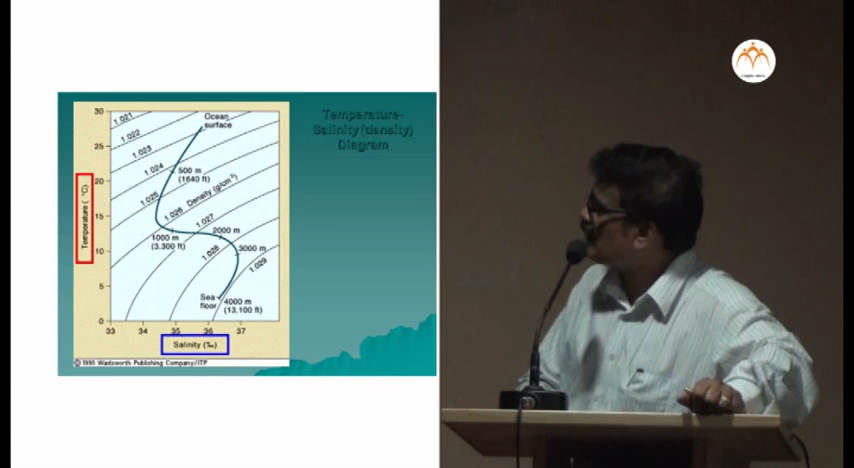 Temperature-
Salinity (density)
Diagram
30
25
20
15
10
5
0
Temperature (°C)
33
34
35
36
37
Salinity (‰)
1.021
1.022
1.023
1.024
1.025
1.026
Density (g/cm³)
1.027
1.028
1.029
Ocean
surface
500 m
(1640 ft)
1000 m
(3,300 ft)
2000 m
3000 m
Sea
floor
4000 m
(13,100 ft)
© 1996 Wadsworth Publishing Company/ITP